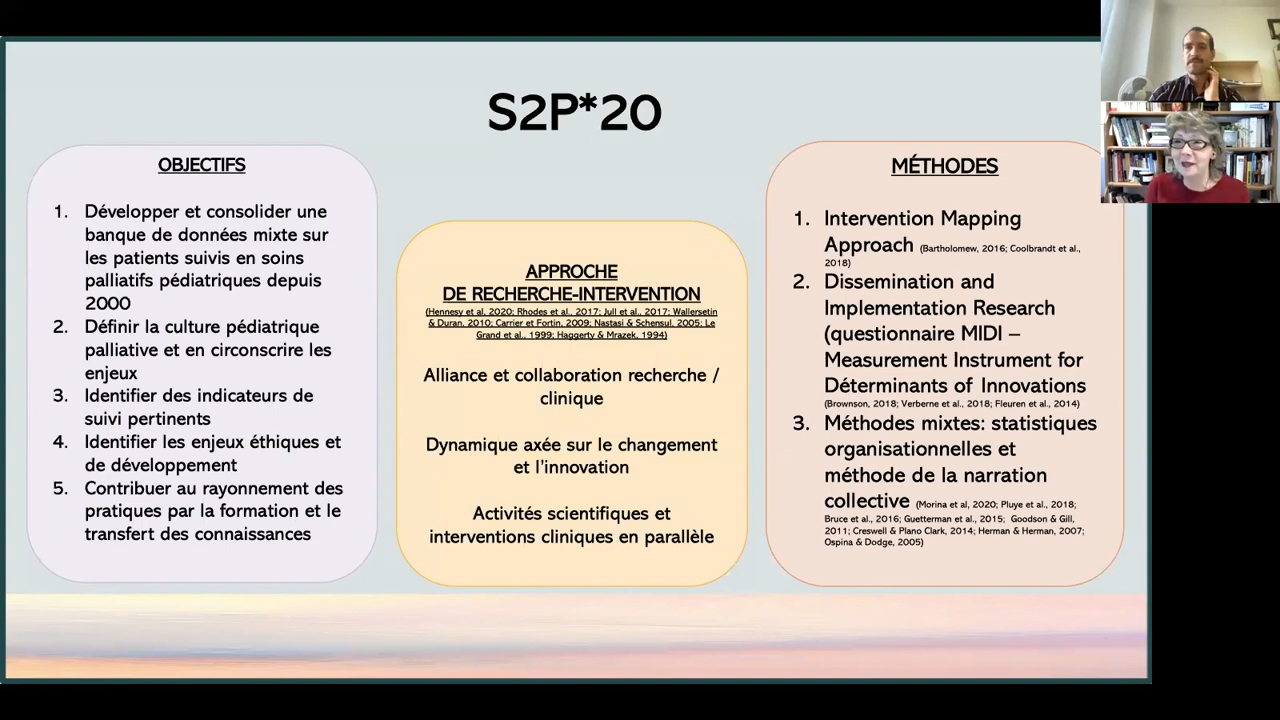 S2P*20
OBJECTIFS
1. Développer et consolider une
banque de données mixte sur
les patients suivis en soins
palliatifs pédiatriques depuis
2000
2. Définir la culture pédiatrique
palliative et en circonscrire les
enjeux
3. Identifier des indicateurs de
suivi pertinents
4. Identifier les enjeux éthiques et
de développement
5. Contribuer au rayonnement des
pratiques par la formation et le
transfert des connaissances
APPROCHE
DE RECHERCHE-INTERVENTION
(Hennesy et al, 2020; Rhodes et al., 2017; Jull et al., 2017; Wallersetin
& Duran, 2010; Carrier et Fortin, 2009; Nastasi & Schensul, 2005; Le
Grand et al., 1999; Haggerty & Mrazek, 1994)
Alliance et collaboration recherche /
clinique
Dynamique axée sur le changement
et l'innovation
Activités scientifiques et
interventions cliniques en parallèle
MÉTHODES
1. Intervention Mapping
Approach (Bartholomew, 2016; Coolbrandt et al.,
2018)
2. Dissemination and
Implementation Research
(questionnaire MIDI –
Measurement Instrument for
Déterminants of Innovations
(Brownson, 2018; Verberne et al., 2018; Fleuren et al., 2014)
3. Méthodes mixtes: statistiques
organisationnelles et
méthode de la narration
collective (Morina et al, 2020; Pluye et al., 2018;
Bruce et al., 2016; Guetterman et al., 2015; Goodson & Gill,
2011; Creswell & Plano Clark, 2014; Herman & Herman, 2007;
Ospina & Dodge, 2005)